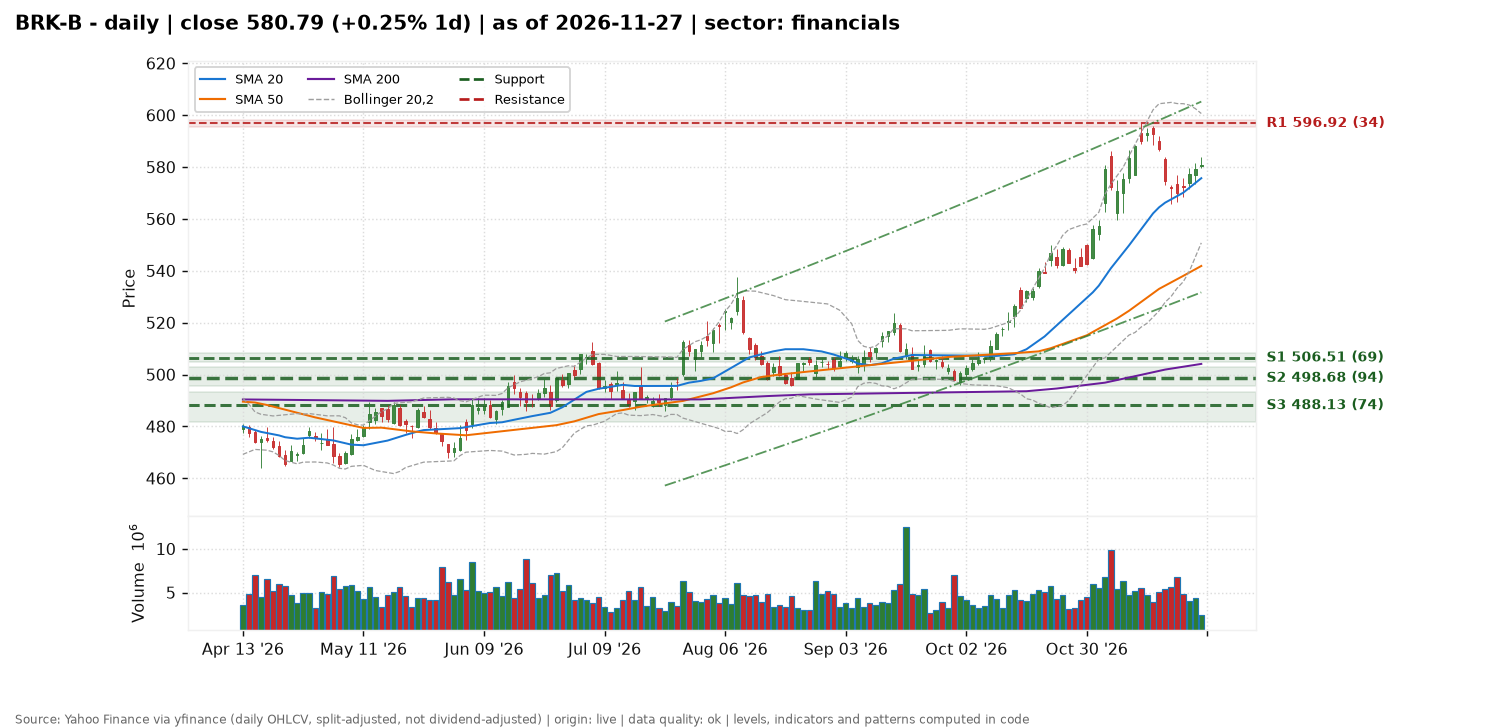 BRK-B - daily | close 580.79 (+0.25% 1d) | as of 2026-11-27 | sector: financials
SMA 20
SMA 50
SMA 200
Bollinger 20,2
Support
Resistance
Price
620
600
580
560
540
520
500
480
460
R1 596.92 (34)
S1 506.51 (69)
S2 498.68 (94)
S3 488.13 (74)
Volume 10⁶
10
5
Apr 13 '26 May 11 '26 Jun 09 '26 Jul 09 '26 Aug 06 '26 Sep 03 '26 Oct 02 '26 Oct 30 '26
Source: Yahoo Finance via yfinance (daily OHLCV, split-adjusted, not dividend-adjusted) | origin: live | data quality: ok | levels, indicators and patterns computed in code